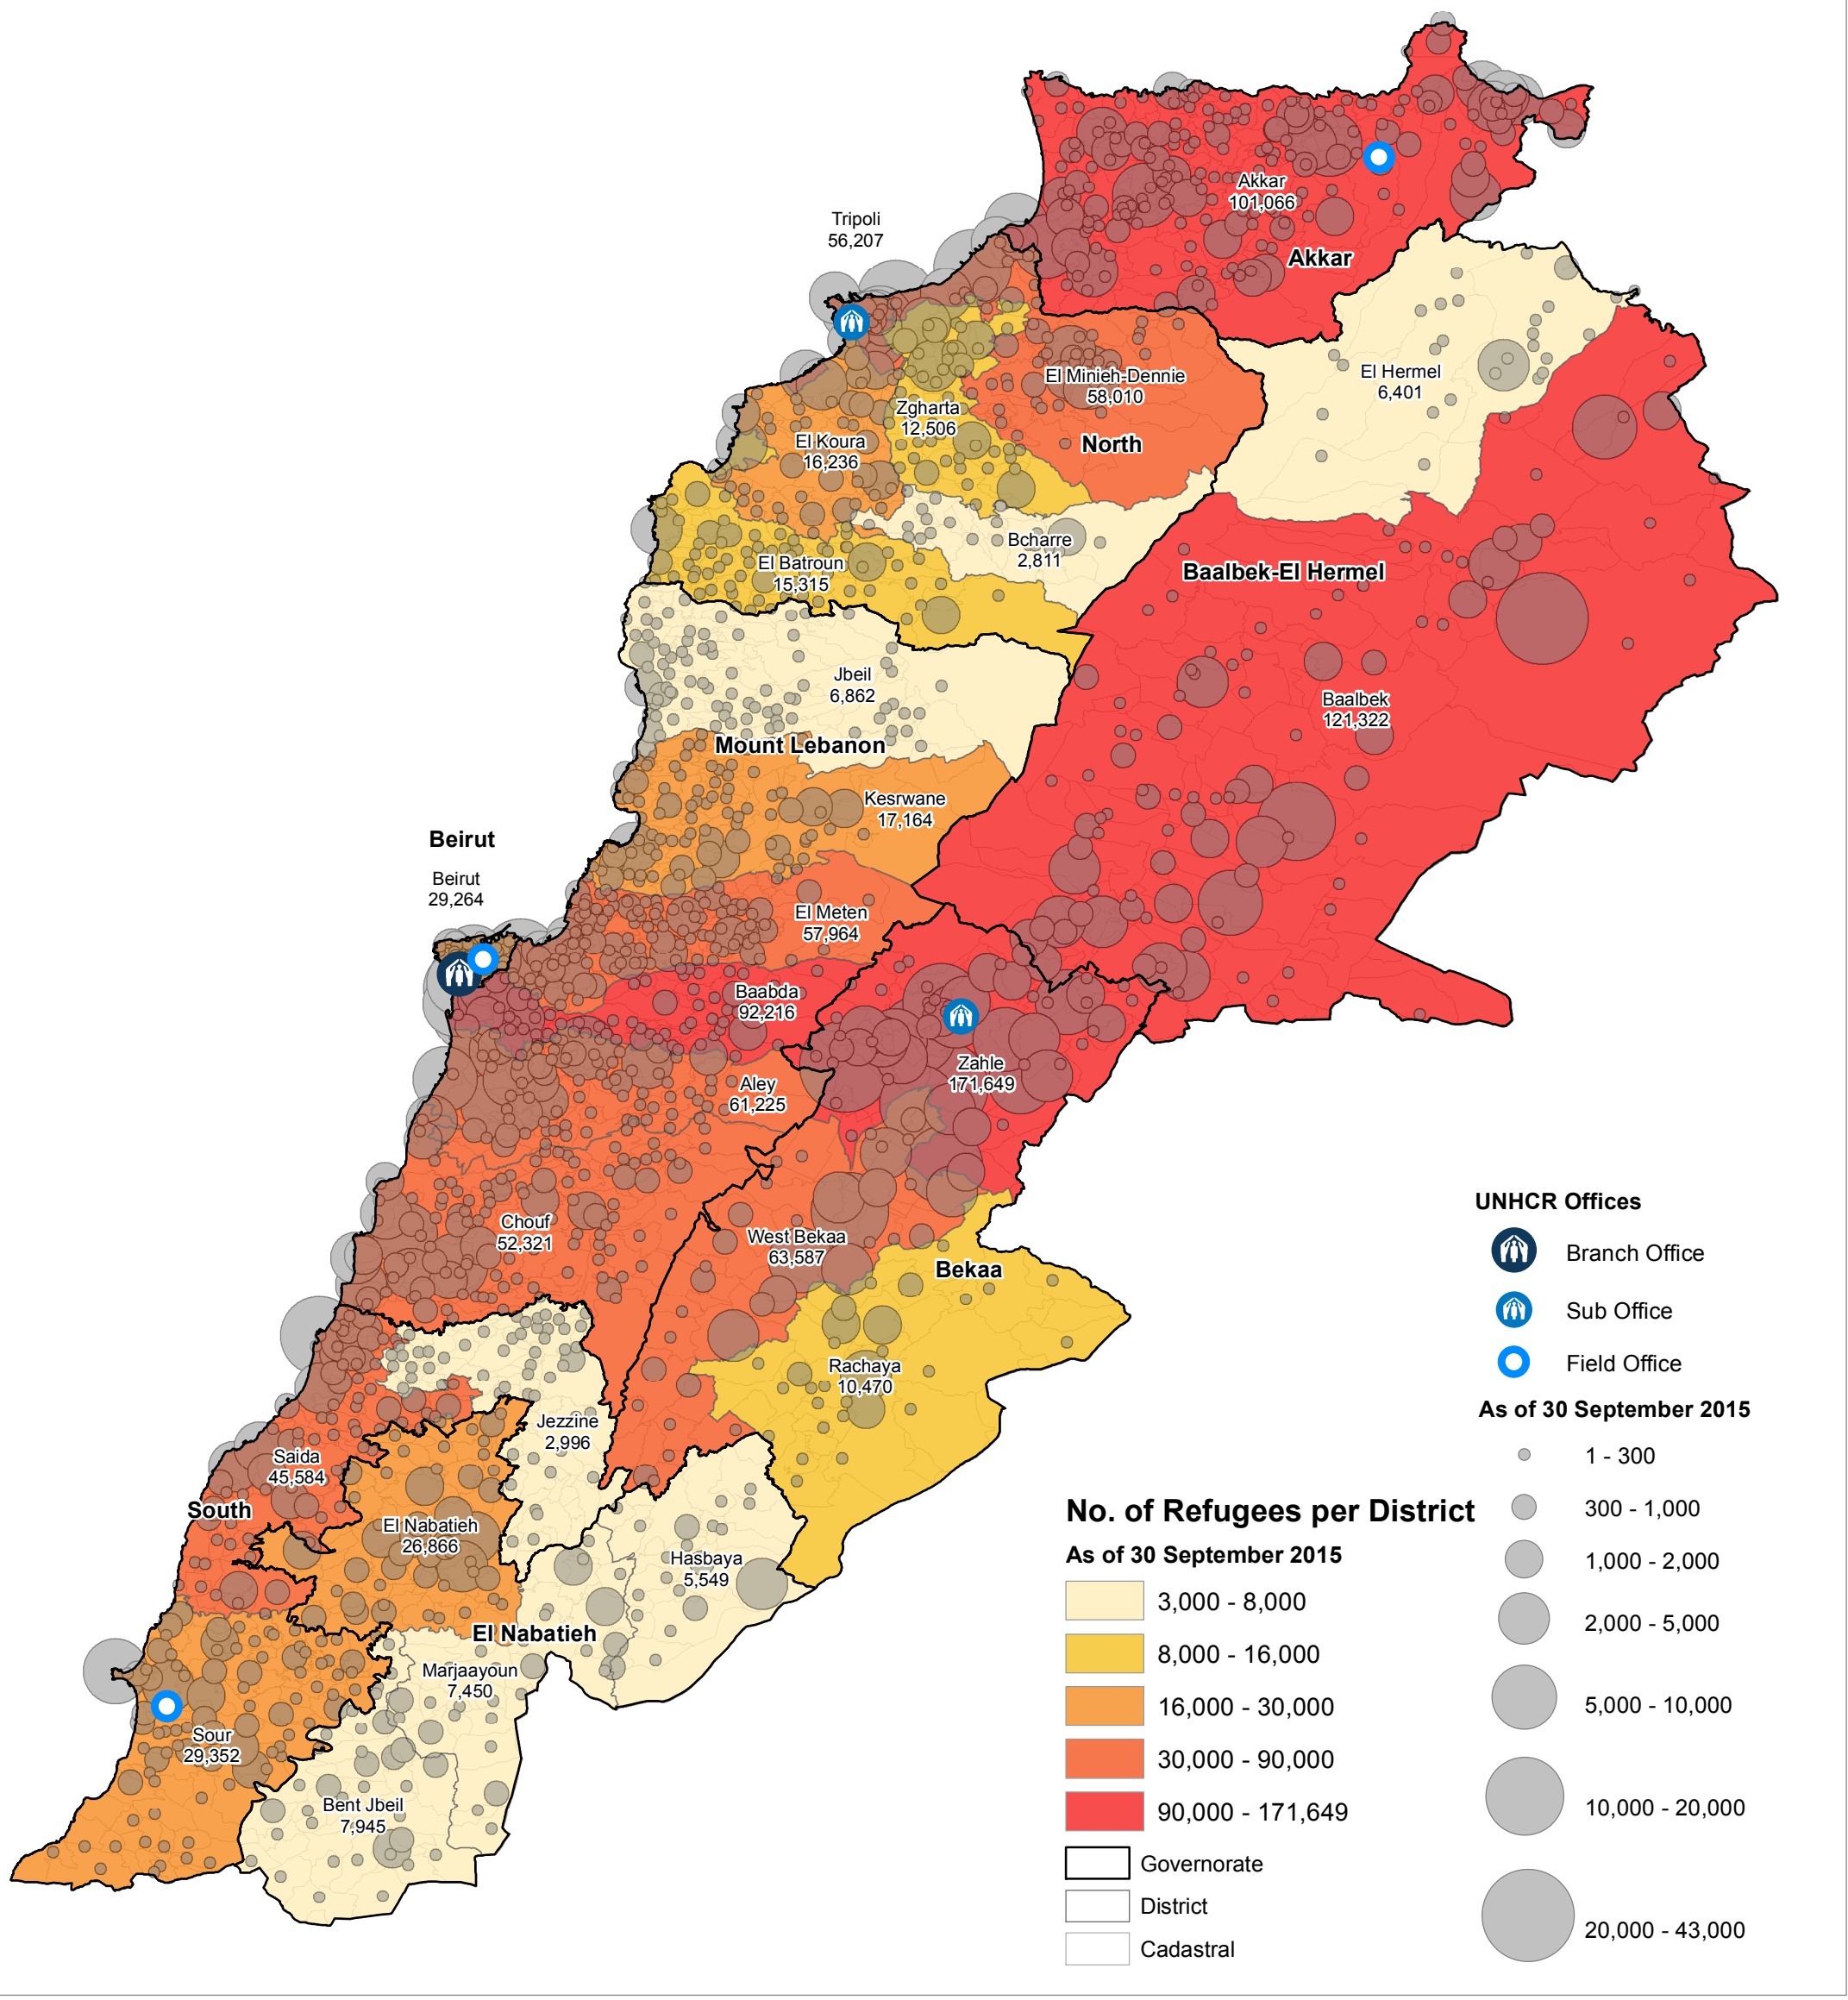 Akkar
101,066
Akkar
Tripoli
56,207
El Hermel
6,401
El Minieh-Dennie
58,010
Zgharta
12,506
North
El Koura
16,236
Bcharre
2,811
El Batroun
15,315
Baalbek-El Hermel
Jbeil
6,862
Baalbek
121,322
Mount Lebanon
Kesrwane
17,164
Beirut
Beirut
29,264
El Meten
57,964
Baabda
92,216
Zahle
171,649
Aley
61,225
Chouf
52,321
West Bekaa
63,587
Bekaa
Rachaya
10,470
Jezzine
2,996
Saida
45,584
South
El Nabatieh
26,866
Hasbaya
5,549
El Nabatieh
Marjaayoun
7,450
Sour
29,352
Bent Jbeil
7,945
UNHCR Offices
Branch Office
Sub Office
Field Office
As of 30 September 2015
1 - 300
300 - 1,000
1,000 - 2,000
2,000 - 5,000
5,000 - 10,000
10,000 - 20,000
20,000 - 43,000
No. of Refugees per District
As of 30 September 2015
3,000 - 8,000
8,000 - 16,000
16,000 - 30,000
30,000 - 90,000
90,000 - 171,649
Governorate
District
Cadastral